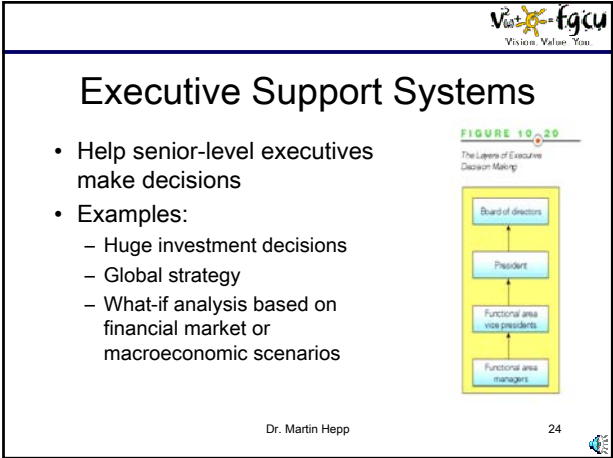 V²Ms+ fgcu
Vision. Value. You.
Executive Support Systems
• Help senior-level executives
make decisions
• Examples:
– Huge investment decisions
– Global strategy
– What-if analysis based on
financial market or
macroeconomic scenarios
FIGURE 10.20
The Layers of Executive
Decision Making
Board of directors
President
Functional area
vice presidents
Functional area
managers
Dr. Martin Hepp
24